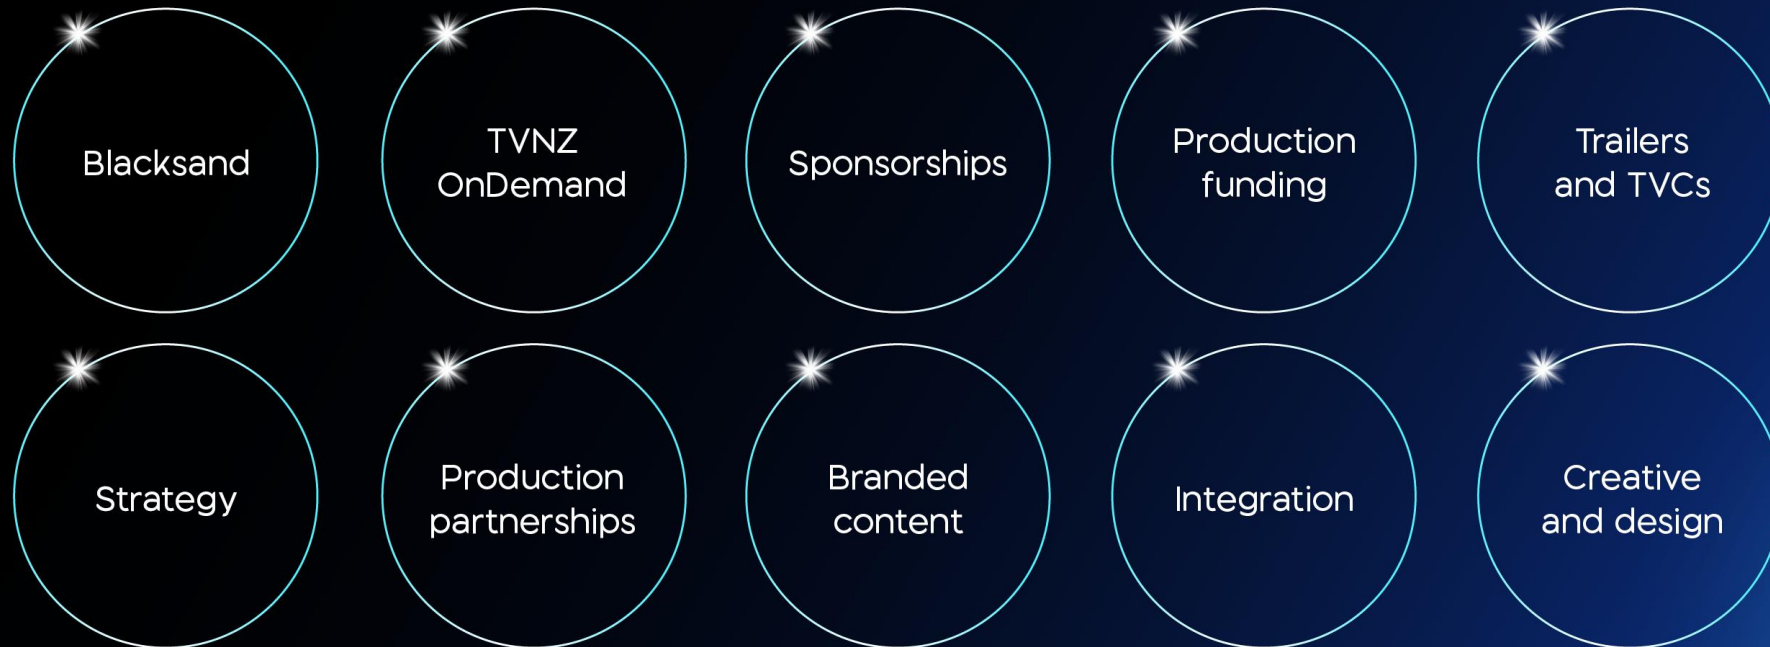 Blacksand
TVNZ
OnDemand
Sponsorships
Production
funding
Trailers
and TVCs
Strategy
Production
partnerships
Branded
content
Integration
Creative
and design